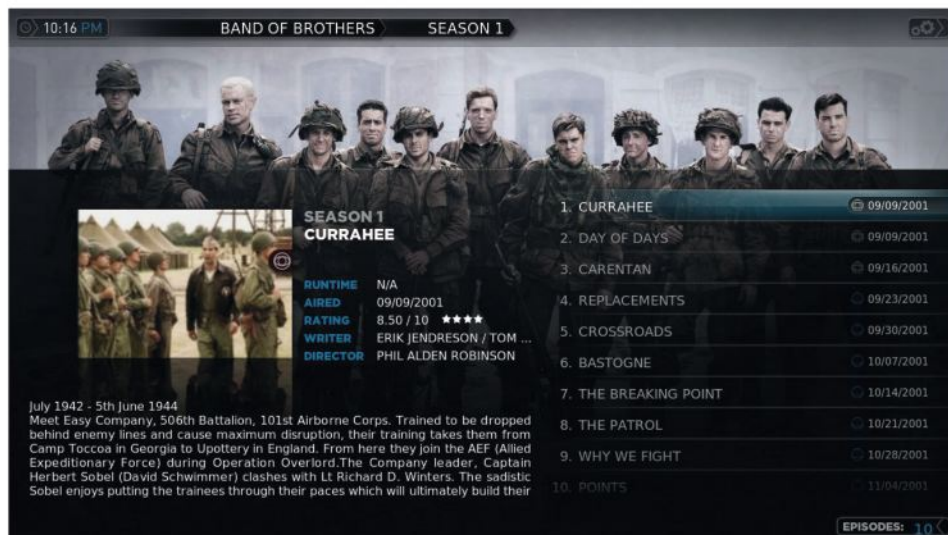 10:16 PM
BAND OF BROTHERS
SEASON 1
SEASON 1
CURRAHEE
RUNTIME N/A
AIRED 09/09/2001
RATING 8.50 / 10 ★★★★
WRITER ERIK JENDRESON / TOM ...
DIRECTOR PHIL ALDEN ROBINSON
July 1942 - 5th June 1944
Meet Easy Company, 506th Battalion, 101st Airborne Corps. Trained to be dropped
behind enemy lines and cause maximum disruption, their training takes them from
Camp Toccoa in Georgia to Upottery in England. From here they join the AEF (Allied
Expeditionary Force) during Operation Overlord.The Company leader, Captain
Herbert Sobel (David Schwimmer) clashes with Lt Richard D. Winters. The sadistic
Sobel enjoys putting the trainees through their paces which will ultimately build their
1. CURRAHEE 09/09/2001
2. DAY OF DAYS 09/09/2001
3. CARENTAN 09/16/2001
4. REPLACEMENTS 09/23/2001
5. CROSSROADS 09/30/2001
6. BASTOGNE 10/07/2001
7. THE BREAKING POINT 10/14/2001
8. THE PATROL 10/21/2001
9. WHY WE FIGHT 10/28/2001
10. POINTS 11/04/2001
EPISODES: 10